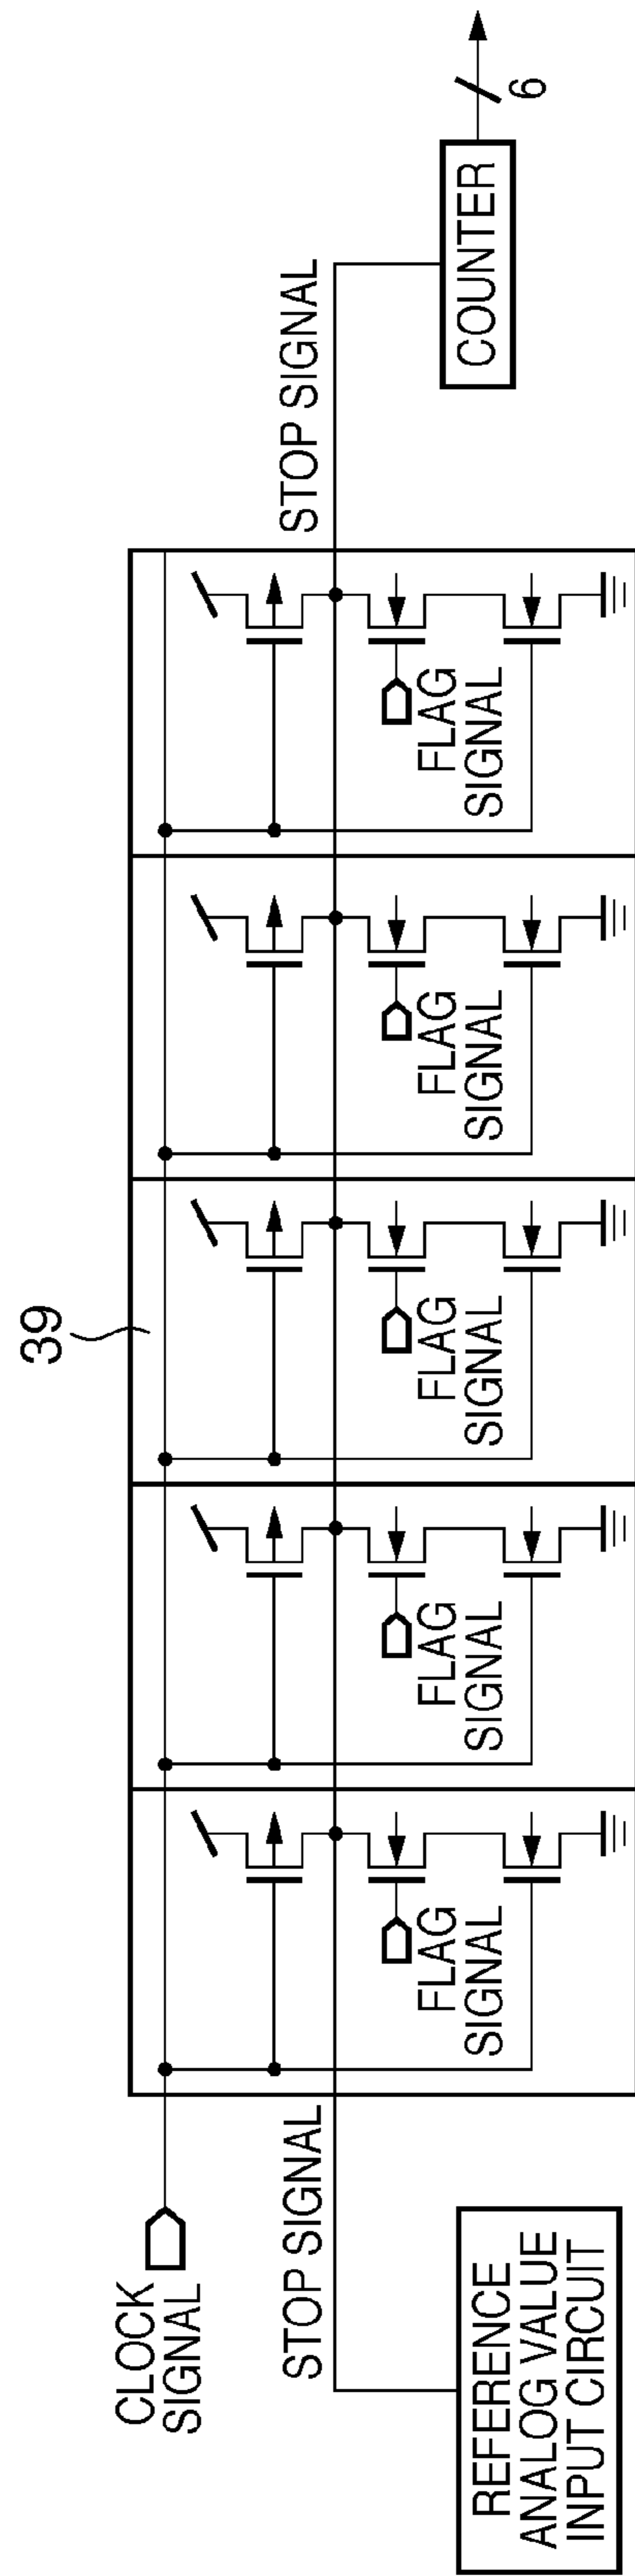 39
CLOCK
SIGNAL
STOP SIGNAL
STOP SIGNAL
FLAG
SIGNAL
FLAG
SIGNAL
FLAG
SIGNAL
FLAG
SIGNAL
FLAG
SIGNAL
REFERENCE
ANALOG VALUE
INPUT CIRCUIT
COUNTER
6